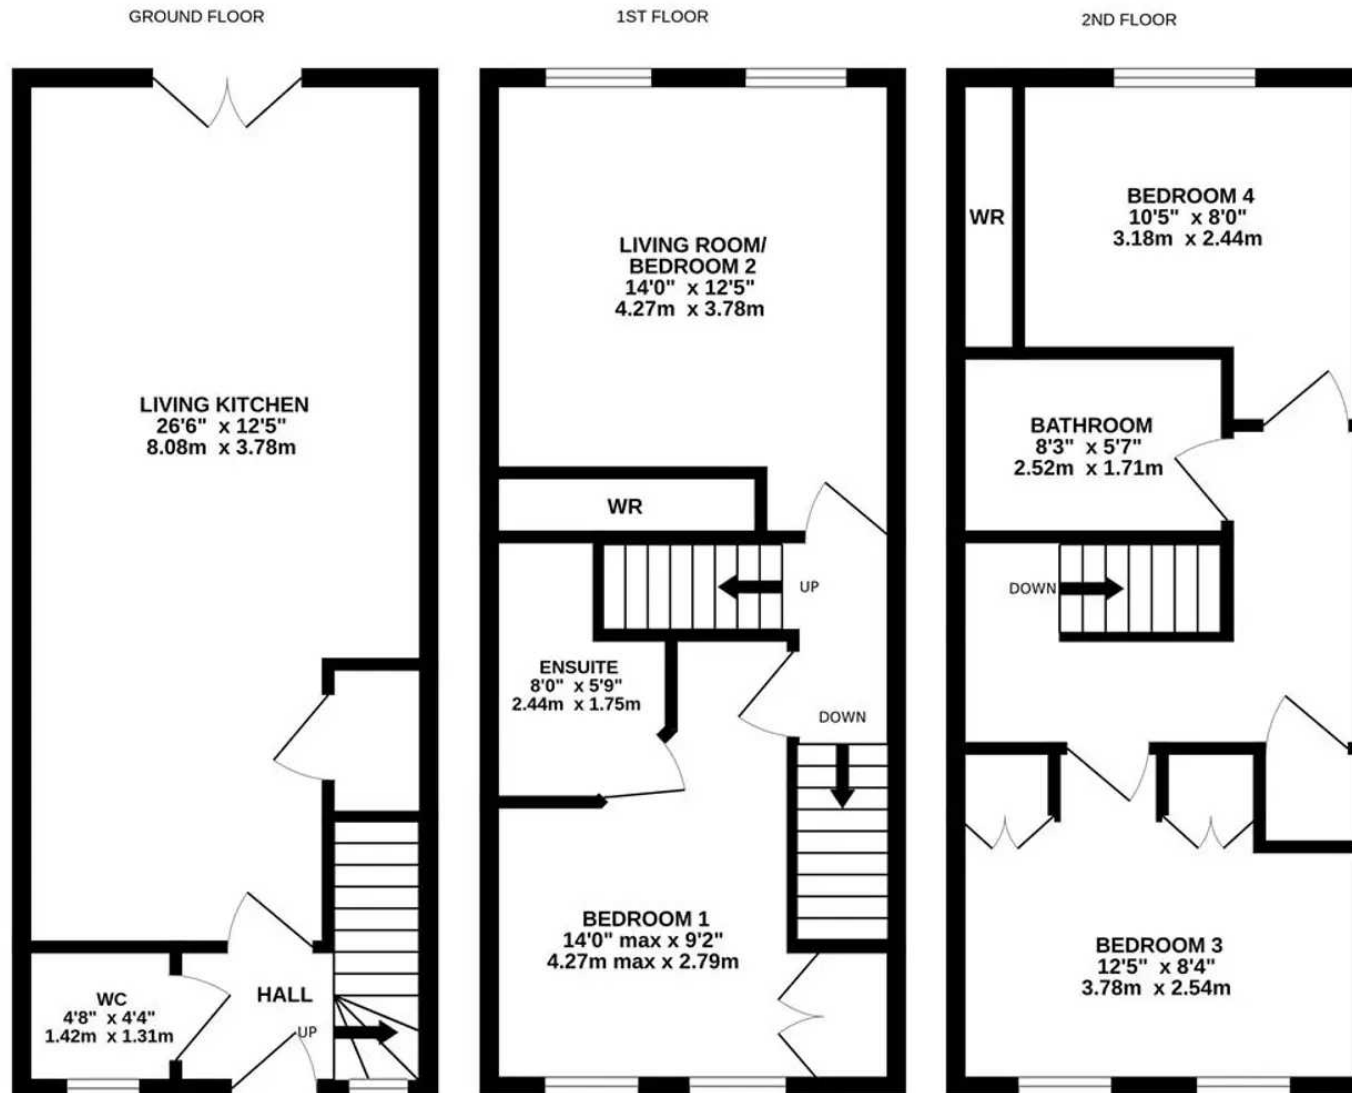 GROUND FLOOR
LIVING KITCHEN
26'6" x 12'5"
8.08m x 3.78m
WC
4'8" x 4'4"
1.42m x 1.31m
HALL
UP
1ST FLOOR
LIVING ROOM/
BEDROOM 2
14'0" x 12'5"
4.27m x 3.78m
WR
UP
ENSUITE
8'0" x 5'9"
2.44m x 1.75m
DOWN
BEDROOM 1
14'0" max x 9'2"
4.27m max x 2.79m
2ND FLOOR
WR
BEDROOM 4
10'5" x 8'0"
3.18m x 2.44m
BATHROOM
8'3" x 5'7"
2.52m x 1.71m
DOWN
BEDROOM 3
12'5" x 8'4"
3.78m x 2.54m